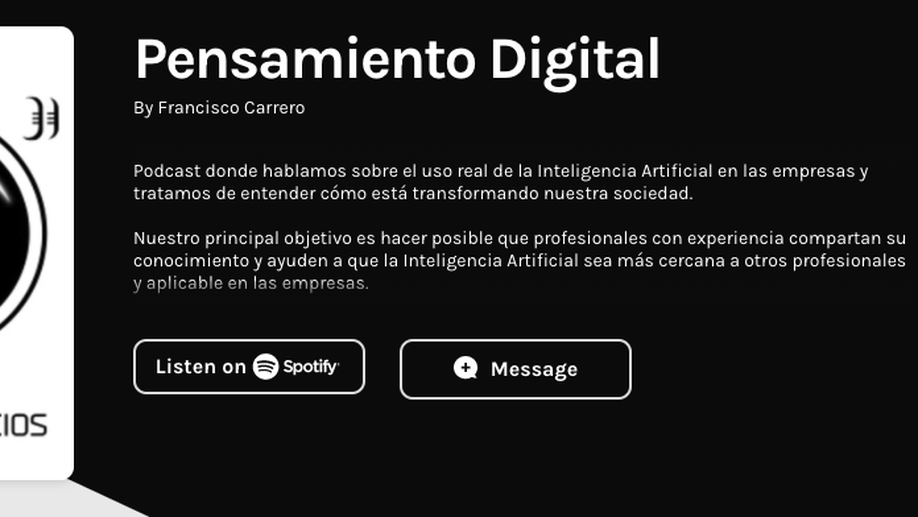 Pensamiento Digital
By Francisco Carrero
Podcast donde hablamos sobre el uso real de la Inteligencia Artificial en las empresas y
tratamos de entender cómo está transformando nuestra sociedad.
Nuestro principal objetivo es hacer posible que profesionales con experiencia compartan su
conocimiento y ayuden a que la Inteligencia Artificial sea más cercana a otros profesionales
y aplicable en las empresas.
Listen on Spotify
Message